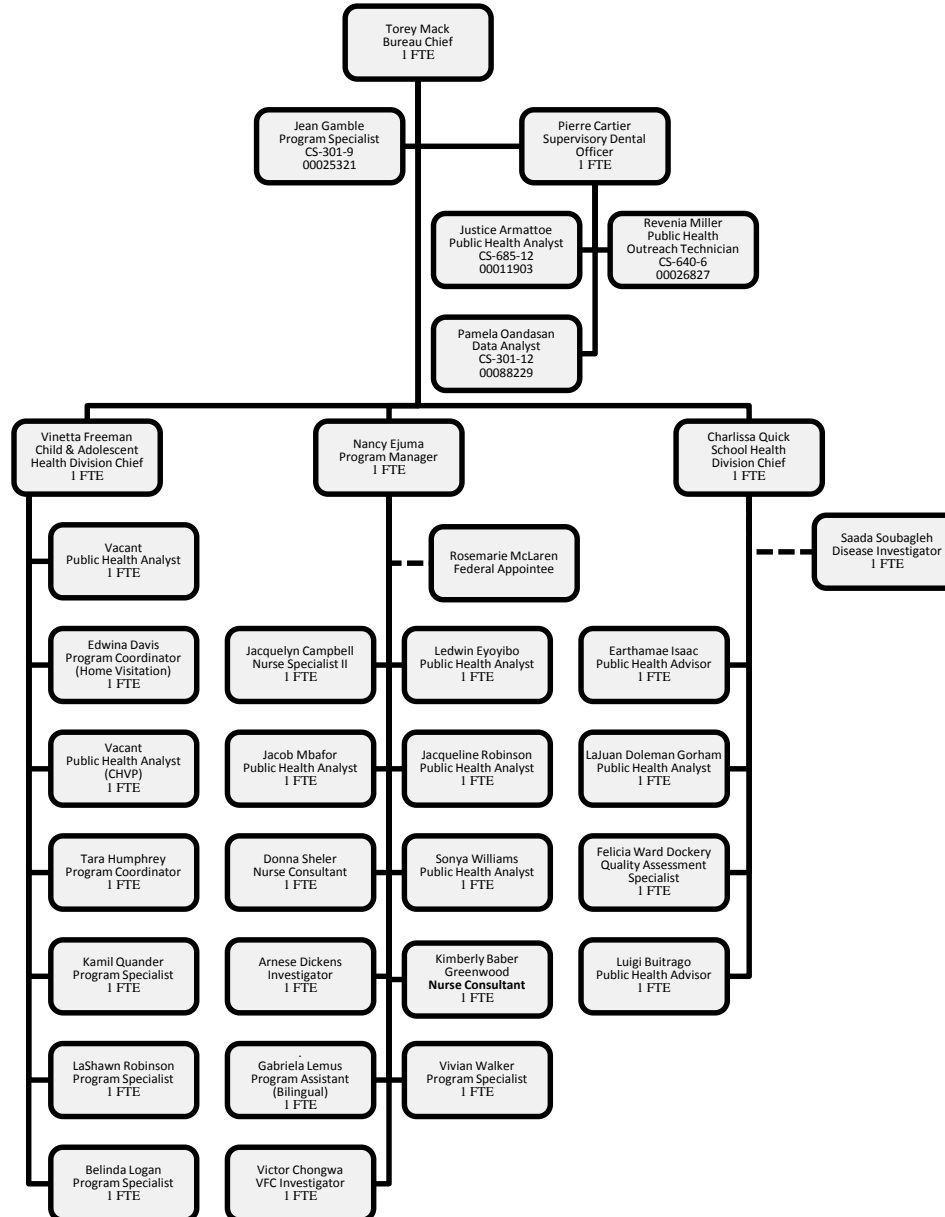 Torey Mack
Bureau Chief
1 FTE
Jean Gamble
Program Specialist
CS-301-9
00025321
Pierre Cartier
Supervisory Dental
Officer
1 FTE
Justice Armattoe
Public Health Analyst
CS-685-12
00011903
Revenia Miller
Public Health
Outreach Technician
CS-640-6
00026827
Pamela Oandasan
Data Analyst
CS-301-12
00088229
Vinetta Freeman
Child & Adolescent
Health Division Chief
1 FTE
Nancy Ejuma
Program Manager
1 FTE
Charlissa Quick
School Health
Division Chief
1 FTE
Vacant
Public Health Analyst
1 FTE
Rosemarie McLaren
Federal Appointee
Saada Soubagleh
Disease Investigator
1 FTE
Edwina Davis
Program Coordinator
(Home Visitation)
1 FTE
Jacquelyn Campbell
Nurse Specialist II
1 FTE
Ledwin Eyoyibo
Public Health Analyst
1 FTE
Earthamae Isaac
Public Health Advisor
1 FTE
Vacant
Public Health Analyst
(CHVP)
1 FTE
Jacob Mbafor
Public Health Analyst
1 FTE
Jacqueline Robinson
Public Health Analyst
1 FTE
LaJuan Doleman Gorham
Public Health Analyst
1 FTE
Tara Humphrey
Program Coordinator
1 FTE
Donna Sheler
Nurse Consultant
1 FTE
Sonya Williams
Public Health Analyst
1 FTE
Felicia Ward Dockery
Quality Assessment
Specialist
1 FTE
Kamil Quander
Program Specialist
1 FTE
Arnese Dickens
Investigator
1 FTE
Kimberly Baber
Greenwood
Nurse Consultant
1 FTE
Luigi Buitrago
Public Health Advisor
1 FTE
LaShawn Robinson
Program Specialist
1 FTE
.
Gabriela Lemus
Program Assistant
(Bilingual)
1 FTE
Vivian Walker
Program Specialist
1 FTE
Belinda Logan
Program Specialist
1 FTE
Victor Chongwa
VFC Investigator
1 FTE